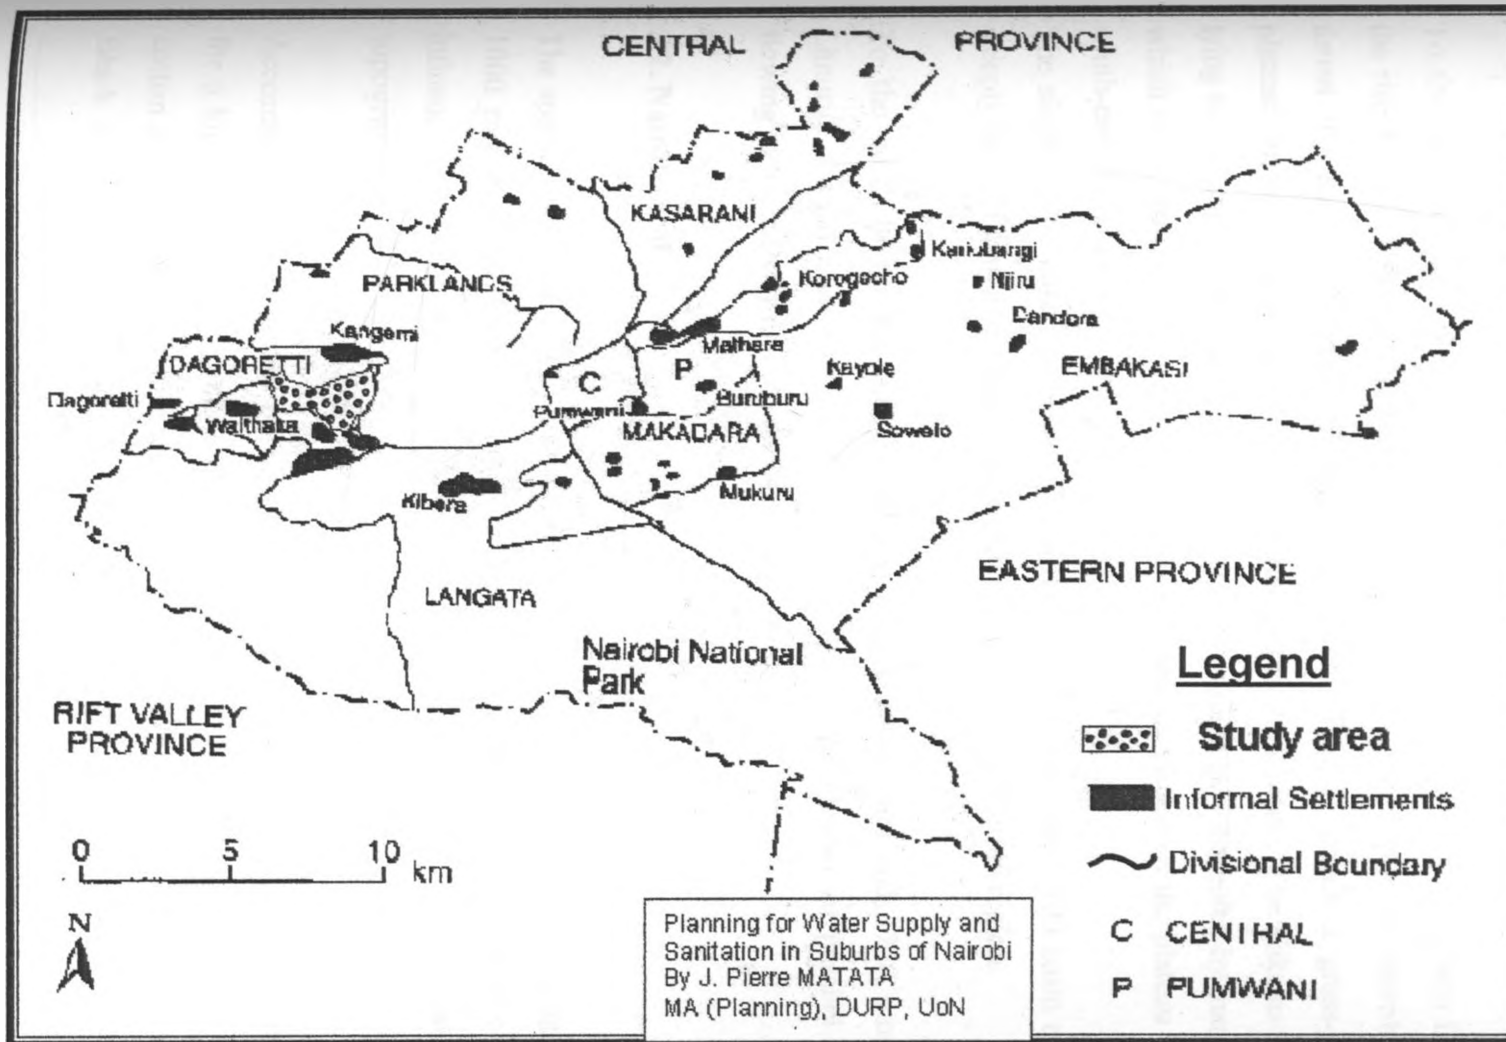 CENTRAL PROVINCE
KASARANI
PARKLANDS
Kariobangi
Korogocho
Njiru
Kangemi
Dandora
Mathare
DAGORETTI
EMBAKASI
C
P
Kayole
Dagoretti
Buruburu
Pumwani
Waithaka
MAKADARA
Soweto
Kibera
Mukuru
EASTERN PROVINCE
LANGATA
Nairobi National
Park
RIFT VALLEY
PROVINCE
Legend
Study area
Informal Settlements
Divisional Boundary
C CENTRAL
P PUMWANI
0 5 10
km
N
Planning for Water Supply and
Sanitation in Suburbs of Nairobi
By J. Pierre MATATA
MA (Planning), DURP, UoN